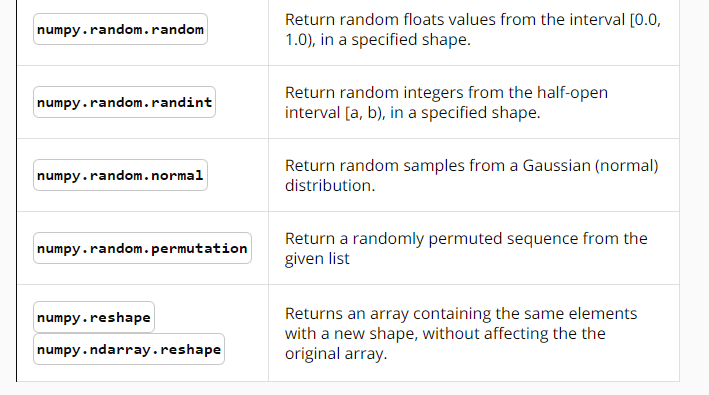 numpy.random.random
Return random floats values from the interval [0.0,
1.0), in a specified shape.
numpy.random.randint
Return random integers from the half-open
interval [a, b), in a specified shape.
numpy.random.normal
Return random samples from a Gaussian (normal)
distribution.
numpy.random.permutation
Return a randomly permuted sequence from the
given list
numpy.reshape
numpy.ndarray.reshape
Returns an array containing the same elements
with a new shape, without affecting the the
original array.